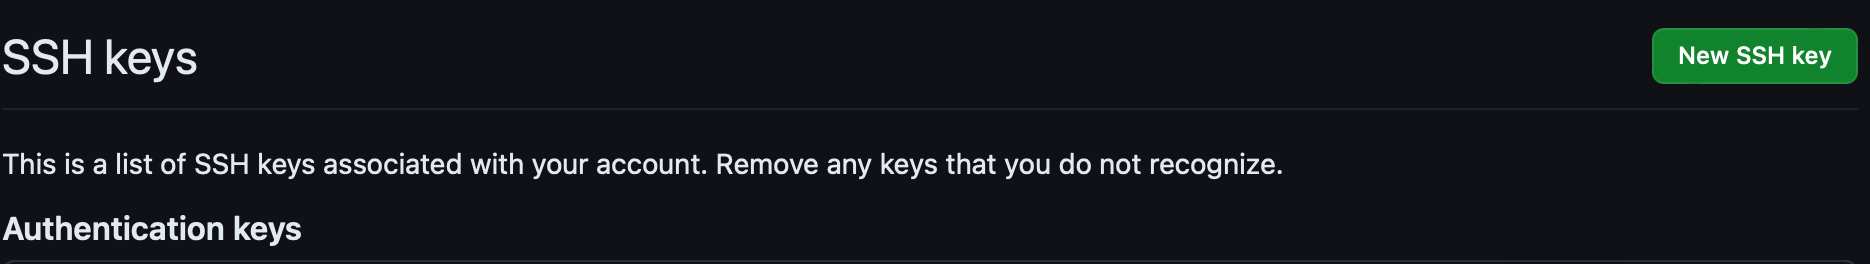 SSH keys
New SSH key
This is a list of SSH keys associated with your account. Remove any keys that you do not recognize.
Authentication keys